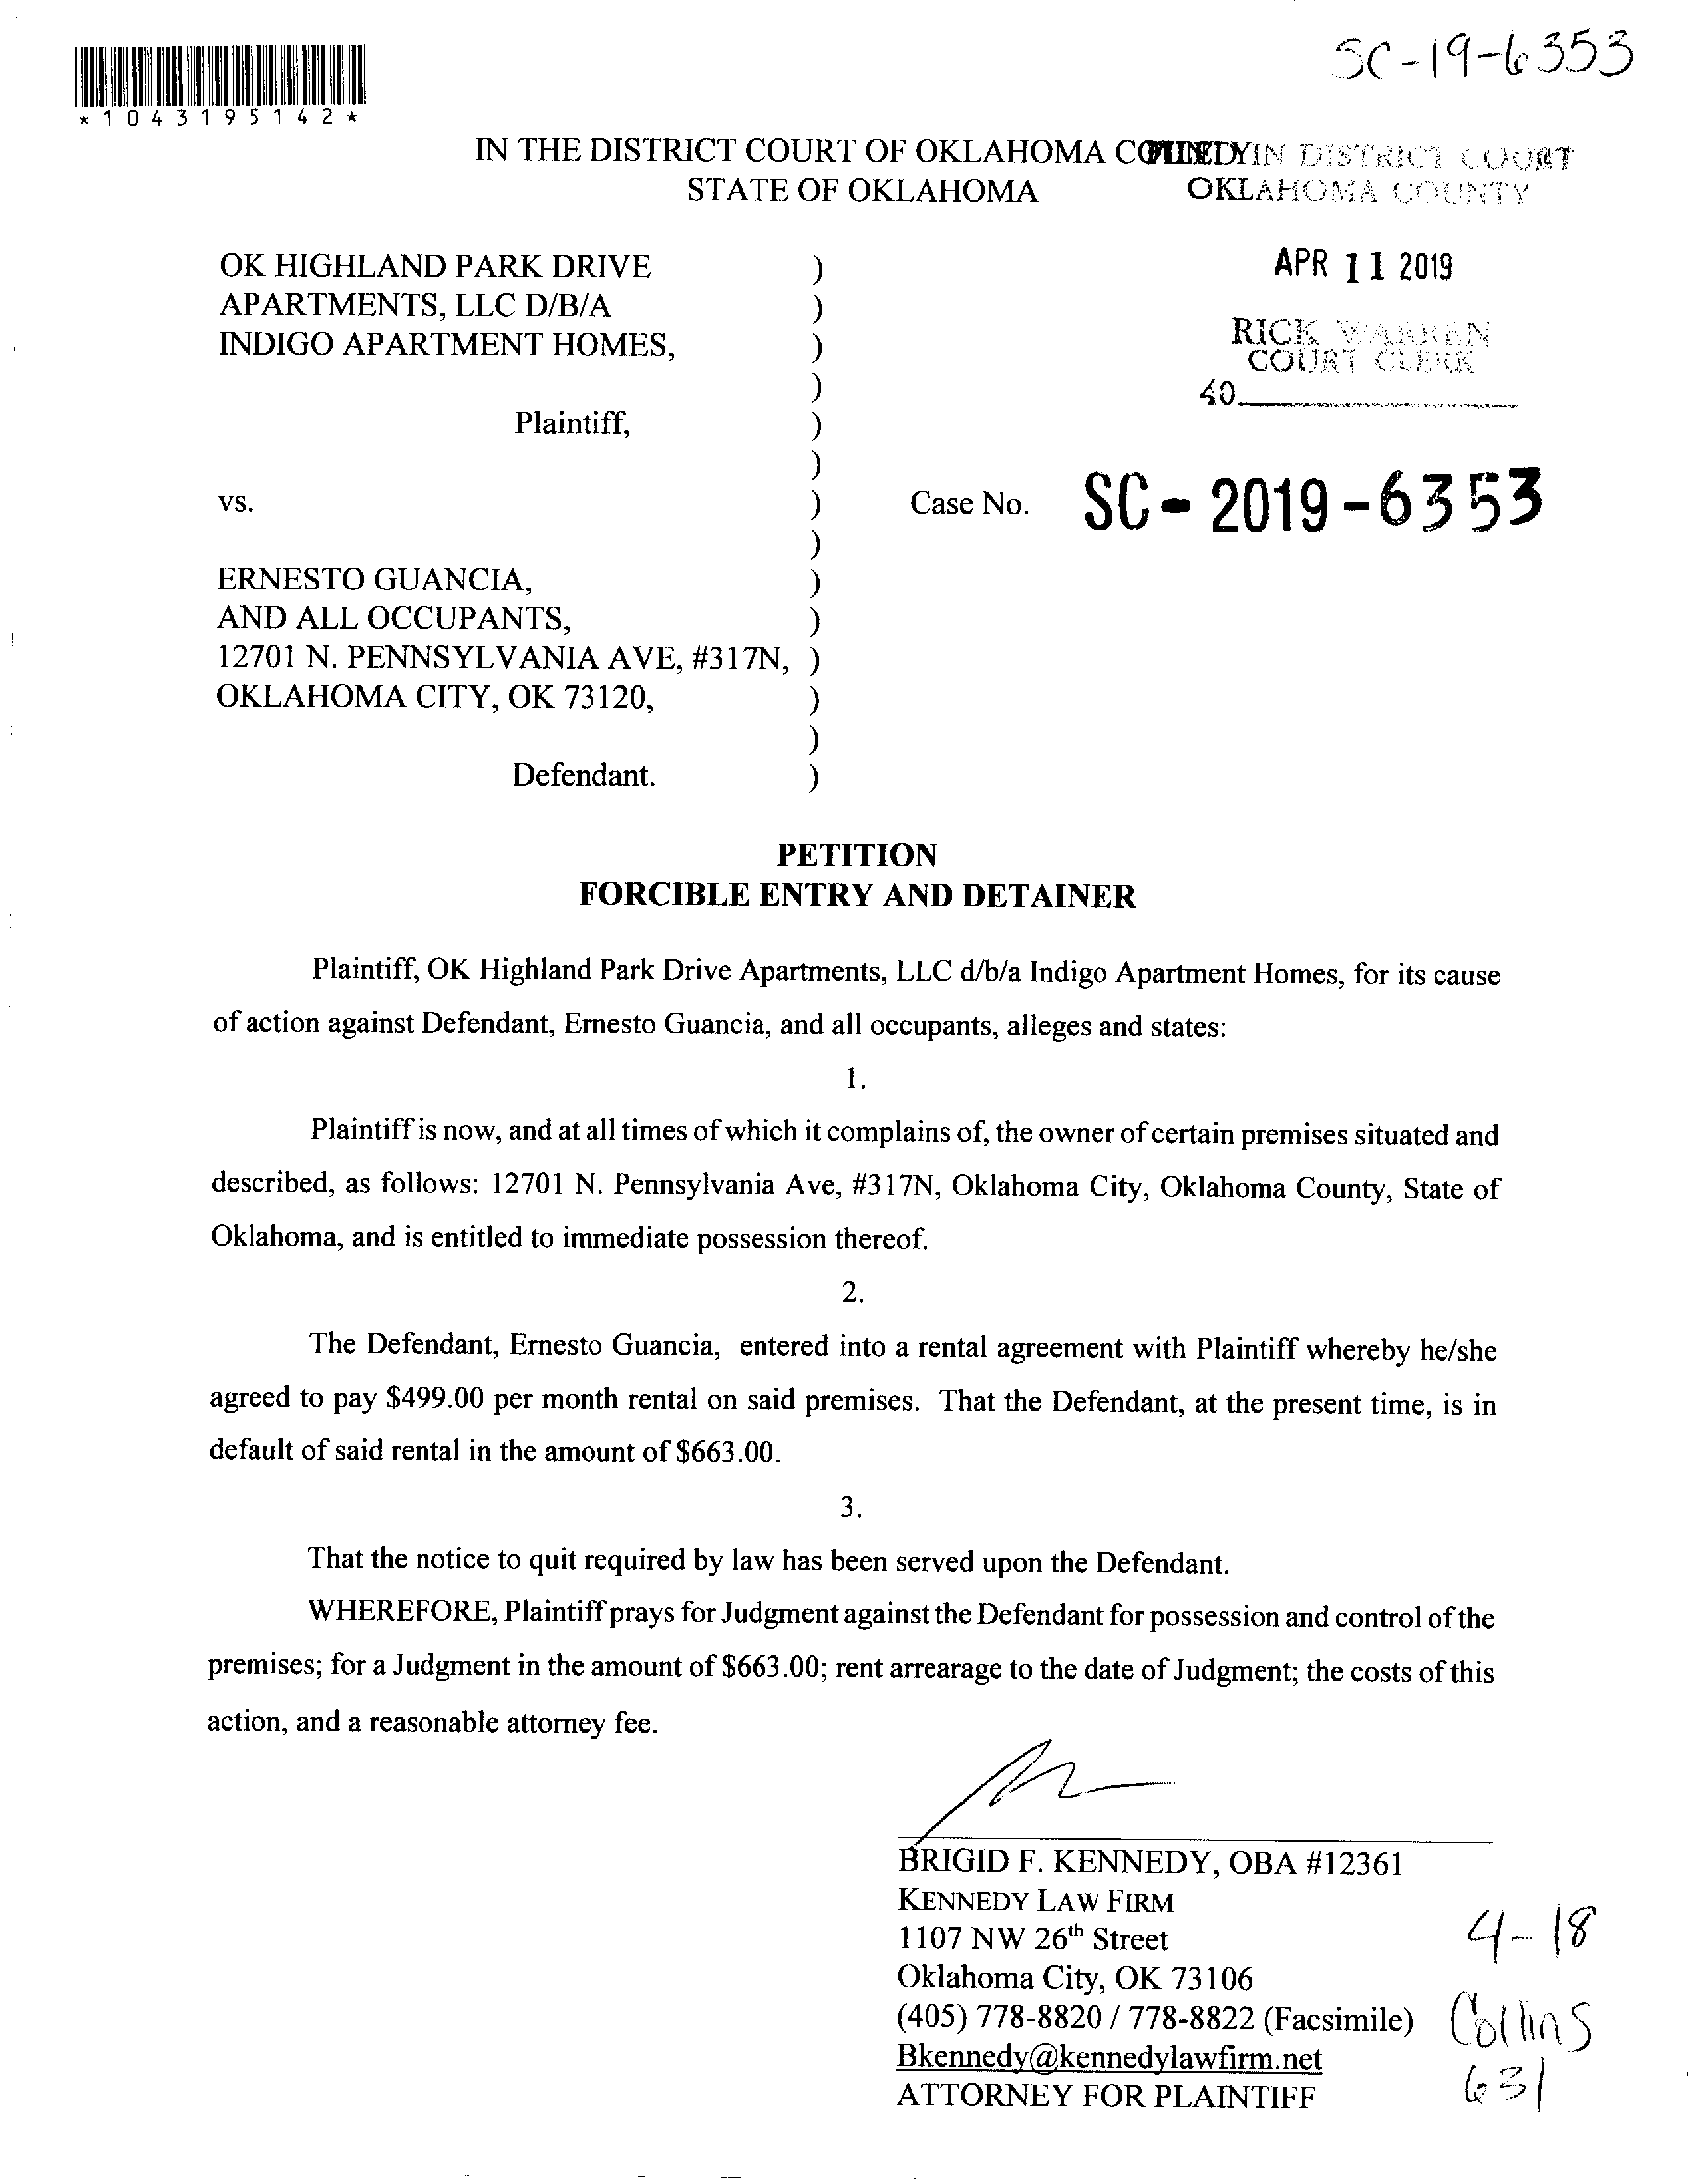 SC-19-6353
*1043195142*
IN THE DISTRICT COURT OF OKLAHOMA COUNTY
FILED IN DISTRICT COURT
STATE OF OKLAHOMA
OKLAHOMA COUNTY
OK HIGHLAND PARK DRIVE )
APARTMENTS, LLC D/B/A )
INDIGO APARTMENT HOMES, )
)
Plaintiff, )
)
vs. )
)
ERNESTO GUANCIA, )
AND ALL OCCUPANTS, )
12701 N. PENNSYLVANIA AVE, #317N, )
OKLAHOMA CITY, OK 73120, )
)
Defendant. )
APR 11 2019
RICK WARREN
COURT CLERK
40
Case No. SC-2019-6353
PETITION
FORCIBLE ENTRY AND DETAINER
Plaintiff, OK Highland Park Drive Apartments, LLC d/b/a Indigo Apartment Homes, for its cause
of action against Defendant, Ernesto Guancia, and all occupants, alleges and states:
1.
Plaintiff is now, and at all times of which it complains of, the owner of certain premises situated and
described, as follows: 12701 N. Pennsylvania Ave, #317N, Oklahoma City, Oklahoma County, State of
Oklahoma, and is entitled to immediate possession thereof.
2.
The Defendant, Ernesto Guancia, entered into a rental agreement with Plaintiff whereby he/she
agreed to pay $499.00 per month rental on said premises. That the Defendant, at the present time, is in
default of said rental in the amount of $663.00.
3.
That the notice to quit required by law has been served upon the Defendant.
WHEREFORE, Plaintiff prays for Judgment against the Defendant for possession and control of the
premises; for a Judgment in the amount of $663.00; rent arrearage to the date of Judgment; the costs of this
action, and a reasonable attorney fee.
BRIGID F. KENNEDY, OBA #12361
KENNEDY LAW FIRM
1107 NW 26th Street
Oklahoma City, OK 73106
(405) 778-8820 / 778-8822 (Facsimile)
Bkennedy@kennedylawfirm.net
ATTORNEY FOR PLAINTIFF
4-18
Collins
631